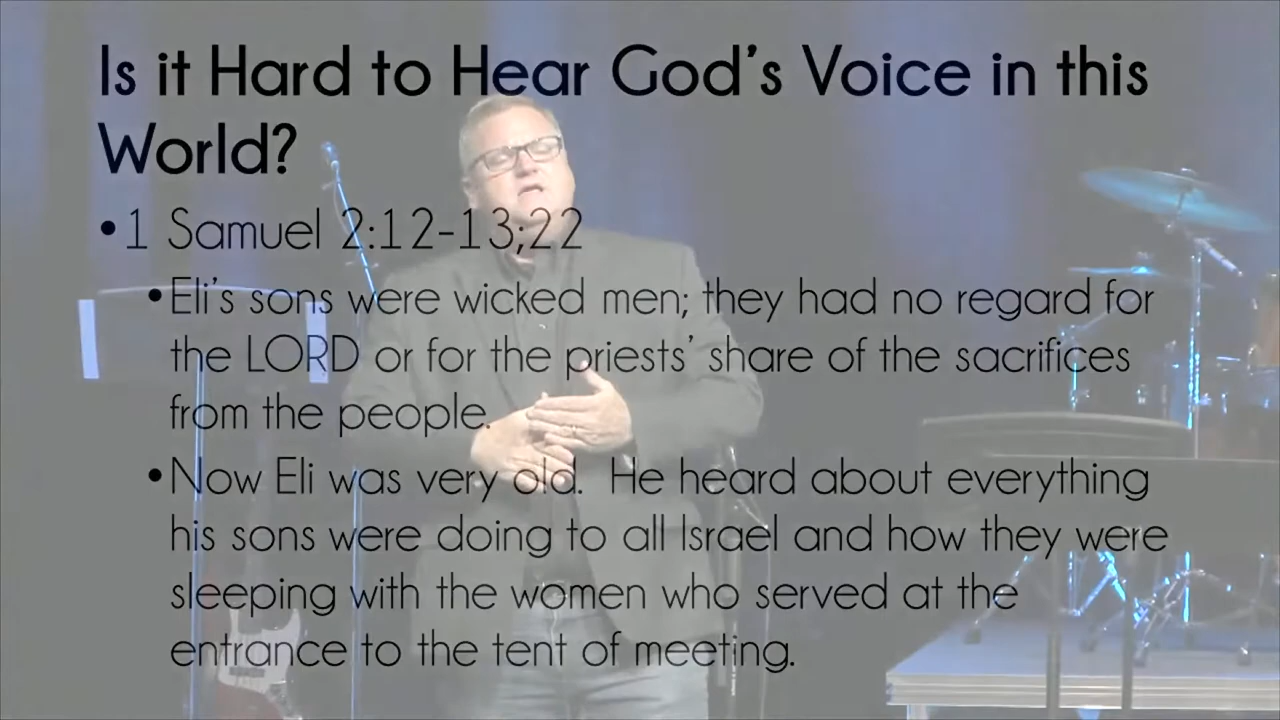 Is it Hard to Hear God's Voice in this
World?
•1 Samuel 2:12-13;22
•Eli's sons were wicked men; they had no regard for
the LORD or for the priests' share of the sacrifices
from the people.
•Now Eli was very old.  He heard about everything
his sons were doing to all Israel and how they were
sleeping with the women who served at the
entrance to the tent of meeting.